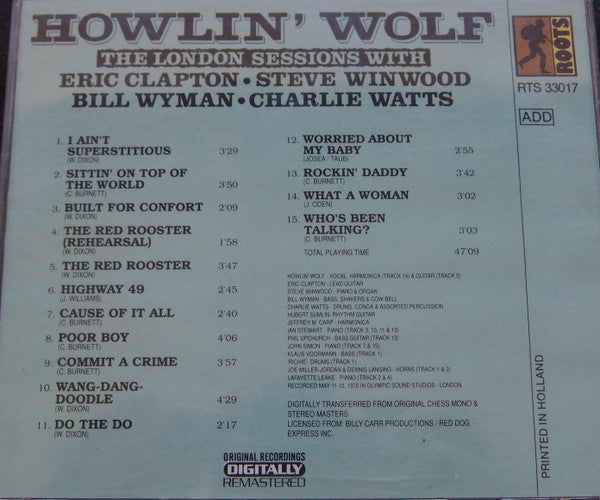 HOWLIN' WOLF
THE LONDON SESSIONS WITH
ERIC CLAPTON • STEVE WINWOOD
BILL WYMAN • CHARLIE WATTS
ROOTS
RTS 33017
ADD
1. I AIN'T
SUPERSTITIOUS 3'29
(W. DIXON)
2. SITTIN' ON TOP OF
THE WORLD 3'50
(C. BURNETT)
3. BUILT FOR CONFORT 2'09
(W. DIXON)
4. THE RED ROOSTER
(REHEARSAL) 1'58
(W. DIXON)
5. THE RED ROOSTER 3'47
(W. DIXON)
6. HIGHWAY 49 2'45
(J. WILLIAMS)
7. CAUSE OF IT ALL 2'40
(C. BURNETT)
8. POOR BOY 4'06
(C. BURNETT)
9. COMMIT A CRIME 3'57
(C. BURNETT)
10. WANG-DANG-
DOODLE 4'29
(W. DIXON)
11. DO THE DO 2'17
(W. DIXON)
12. WORRIED ABOUT
MY BABY 2'55
(JOSEA / TAUB)
13. ROCKIN' DADDY 3'42
(C. BURNETT)
14. WHAT A WOMAN 3'02
(J. ODEN)
15. WHO'S BEEN
TALKING? 3'03
(C. BURNETT)
TOTAL PLAYING TIME 47'09
HOWLIN' WOLF - VOCAL, HARMONICA (TRACK 14) & GUITAR (TRACK 5)
ERIC CLAPTON - LEAD GUITAR
STEVE WINWOOD - PIANO & ORGAN
BILL WYMAN - BASS, SHAKERS & COW BELL
CHARLIE WATTS - DRUMS, CONGA & ASSORTED PERCUSSION
HUBERT SUMLIN - RHYTHM GUITAR
JEFFREY M. CARP - HARMONICA
IAN STEWART - PIANO (TRACK 3, 10, 11 & 13)
PHIL UPCHURCH - BASS GUITAR (TRACK 13)
JOHN SIMON - PIANO (TRACK 7 & 15)
KLAUS VOORMANN - BASS (TRACK 1)
'RICHIE' - DRUMS (TRACK 1)
JOE MILLER-JORDAN & DENNIS LANSING - HORNS (TRACK 1 & 3)
LAFAYETTE LEAKE - PIANO (TRACK 2 & 4)
RECORDED MAY 11-12, 1970 IN OLYMPIC SOUND STUDIOS - LONDON
DIGITALLY TRANSFERRED FROM ORIGINAL CHESS MONO &
STEREO MASTERS
LICENSED FROM: BILLY CARR PRODUCTIONS / RED DOG
EXPRESS INC.
ORIGINAL RECORDINGS
DIGITALLY
REMASTERED
PRINTED IN HOLLAND